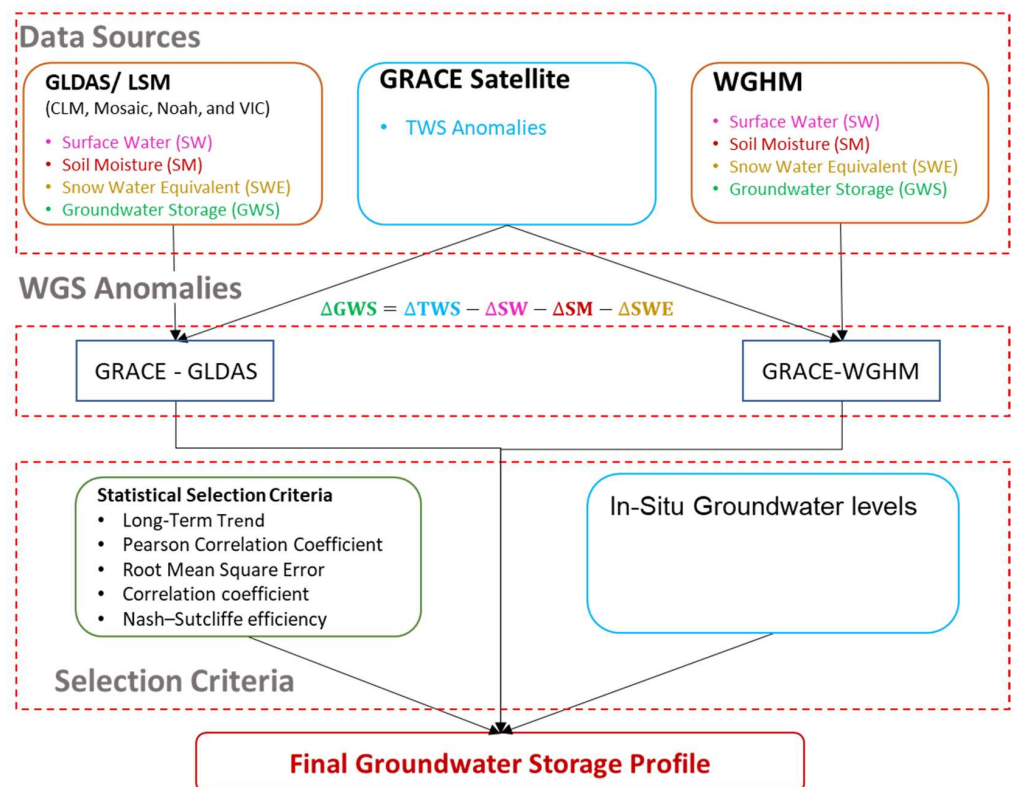 Data Sources
GLDAS/ LSM
(CLM, Mosaic, Noah, and VIC)
• Surface Water (SW)
• Soil Moisture (SM)
• Snow Water Equivalent (SWE)
• Groundwater Storage (GWS)
GRACE Satellite
• TWS Anomalies
WGHM
• Surface Water (SW)
• Soil Moisture (SM)
• Snow Water Equivalent (SWE)
• Groundwater Storage (GWS)
WGS Anomalies
ΔGWS = ΔTWS − ΔSW − ΔSM − ΔSWE
GRACE - GLDAS
GRACE-WGHM
Statistical Selection Criteria
• Long-Term Trend
• Pearson Correlation Coefficient
• Root Mean Square Error
• Correlation coefficient
• Nash–Sutcliffe efficiency
In-Situ Groundwater levels
Selection Criteria
Final Groundwater Storage Profile